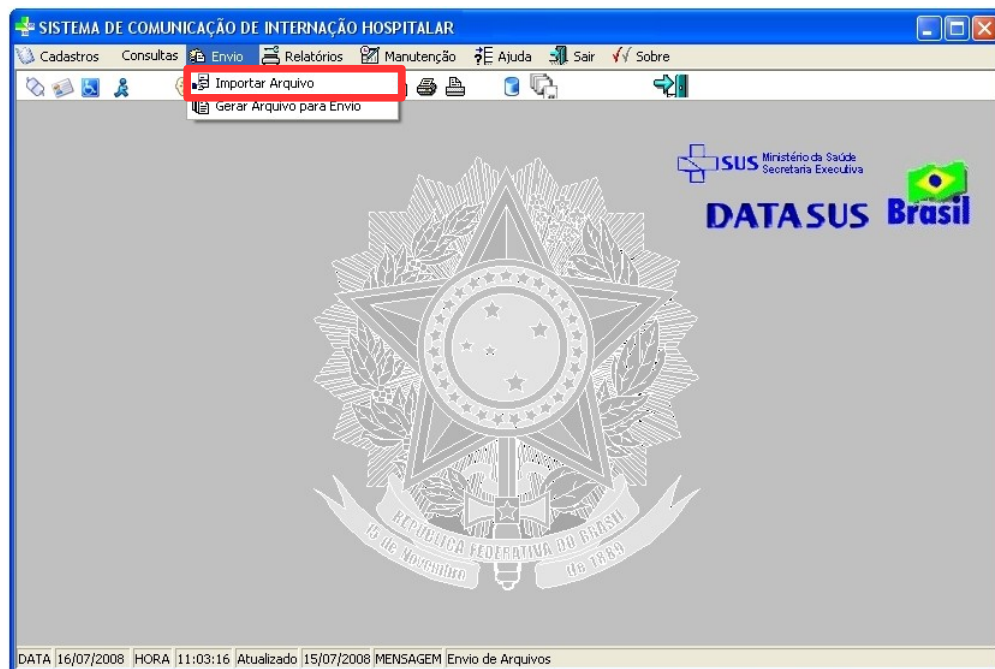 SISTEMA DE COMUNICAÇÃO DE INTERNAÇÃO HOSPITALAR
Cadastros Consultas Envio Relatórios Manutenção Ajuda Sair Sobre
Importar Arquivo
Gerar Arquivo para Envio
SUS Ministério da Saúde
Secretaria Executiva
DATASUS Brasil
REPÚBLICA FEDERATIVA DO BRASIL
15 de Novembro de 1889
DATA 16/07/2008 HORA 11:03:16 Atualizado 15/07/2008 MENSAGEM Envio de Arquivos